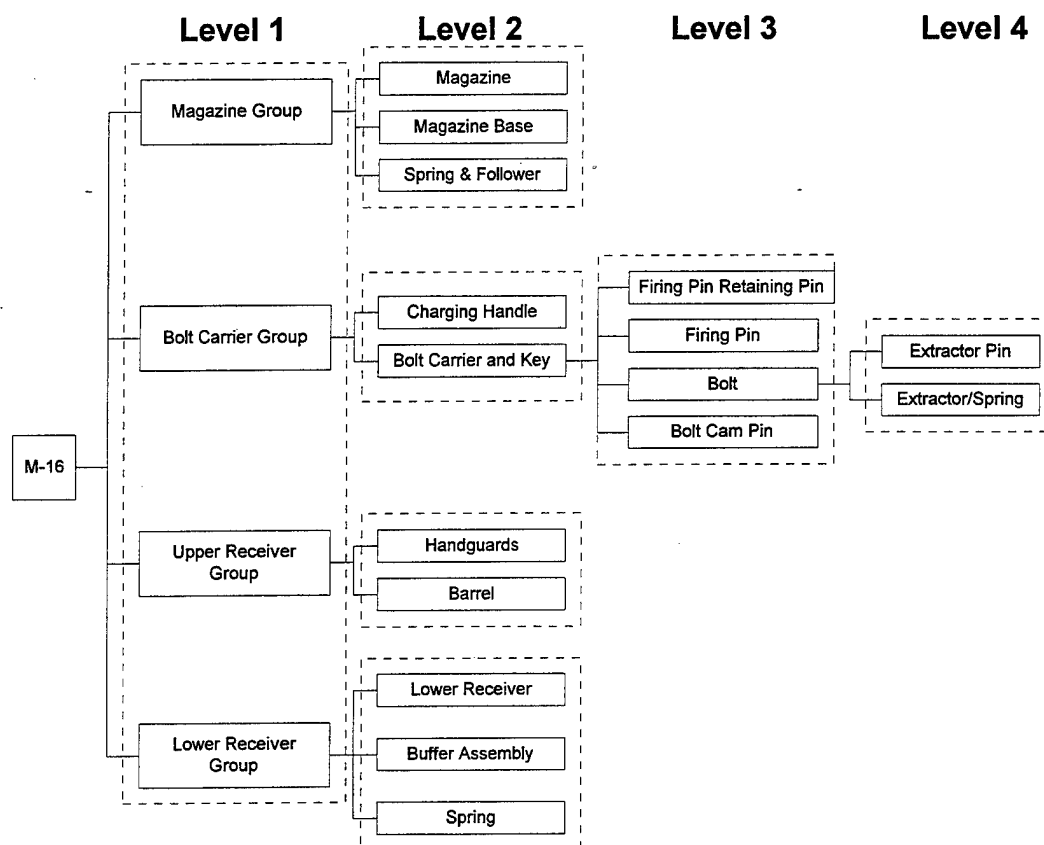 Level 1
Level 2
Level 3
Level 4
Magazine Group
Magazine
Magazine Base
Spring & Follower
Bolt Carrier Group
Charging Handle
Bolt Carrier and Key
Firing Pin Retaining Pin
Firing Pin
Bolt
Bolt Cam Pin
Extractor Pin
Extractor/Spring
M-16
Upper Receiver
Group
Handguards
Barrel
Lower Receiver
Group
Lower Receiver
Buffer Assembly
Spring